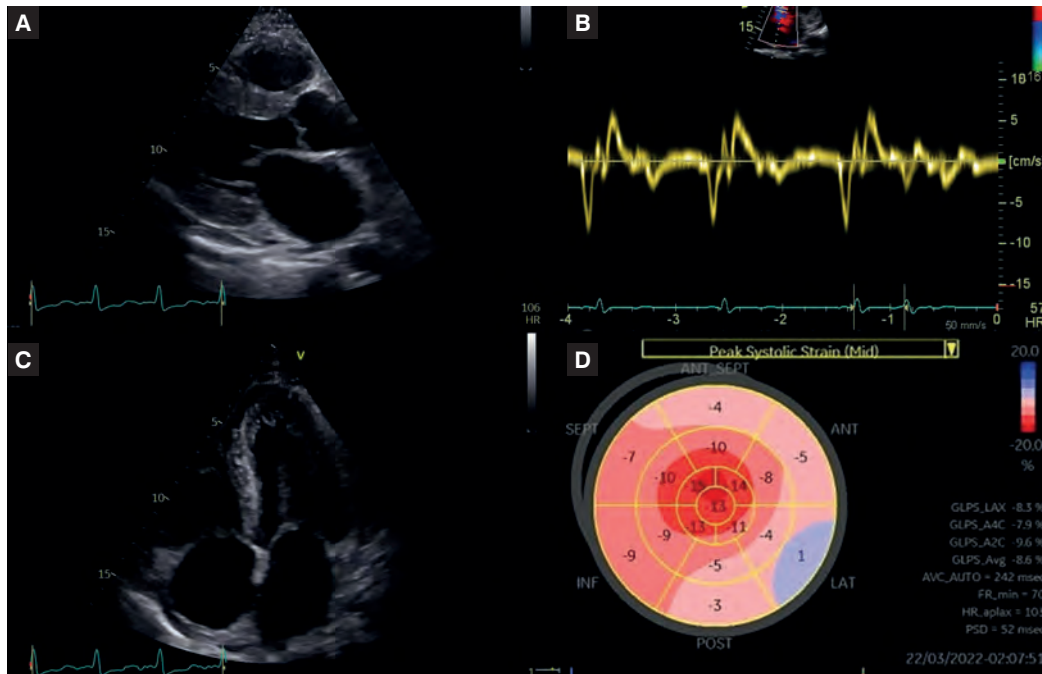 A
5
10
15
B
15
16
10
5
[cm/s]
-5
-10
-15
-4
-3
-2
-1
0
50 mm/s
106
HR
57
HR
C
V
5
10
15
D
Peak Systolic Strain (Mid)
20.0
-20.0
%
ANT_SEPT
SEPT
ANT
INF
LAT
POST
-4
-7
-5
-10
-10
-8
15
14
-13
-13
-11
-9
-4
-9
-5
1
-3
GLPS_LAX -8.3 %
GLPS_A4C -7.9 %
GLPS_A2C -9.6 %
GLPS_Avg -8.6 %
AVC_AUTO = 242 msec
FR_min = 70
HR_aplax = 10
PSD = 52 msec
22/03/2022-02:07:51